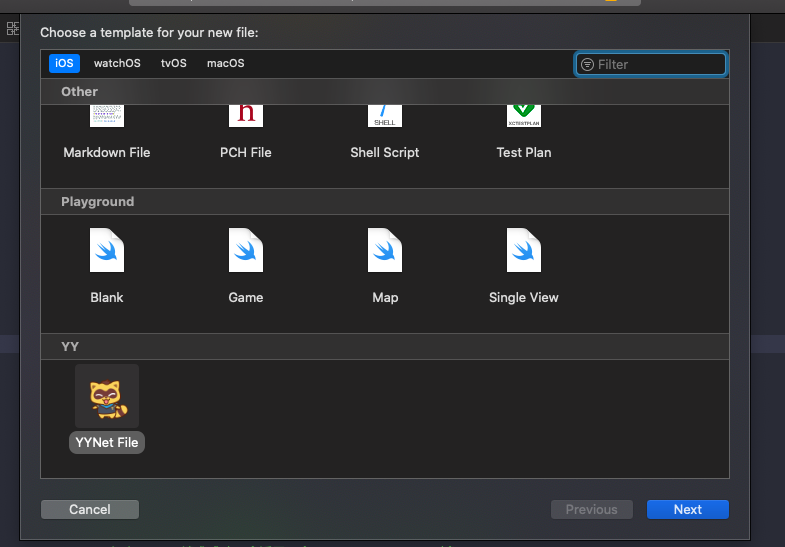 Choose a template for your new file:
iOS watchOS tvOS macOS Filter
Other
h SHELL XCTESTPLAN
Markdown File PCH File Shell Script Test Plan
Playground
Blank Game Map Single View
YY
YYNet File
Cancel Previous Next